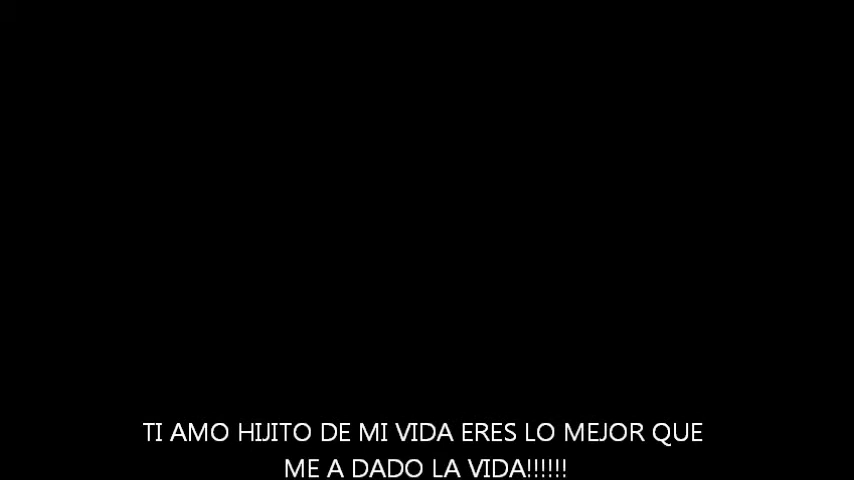 TI AMO HIJITO DE MI VIDA ERES LO MEJOR QUE
ME A DADO LA VIDA!!!!!!